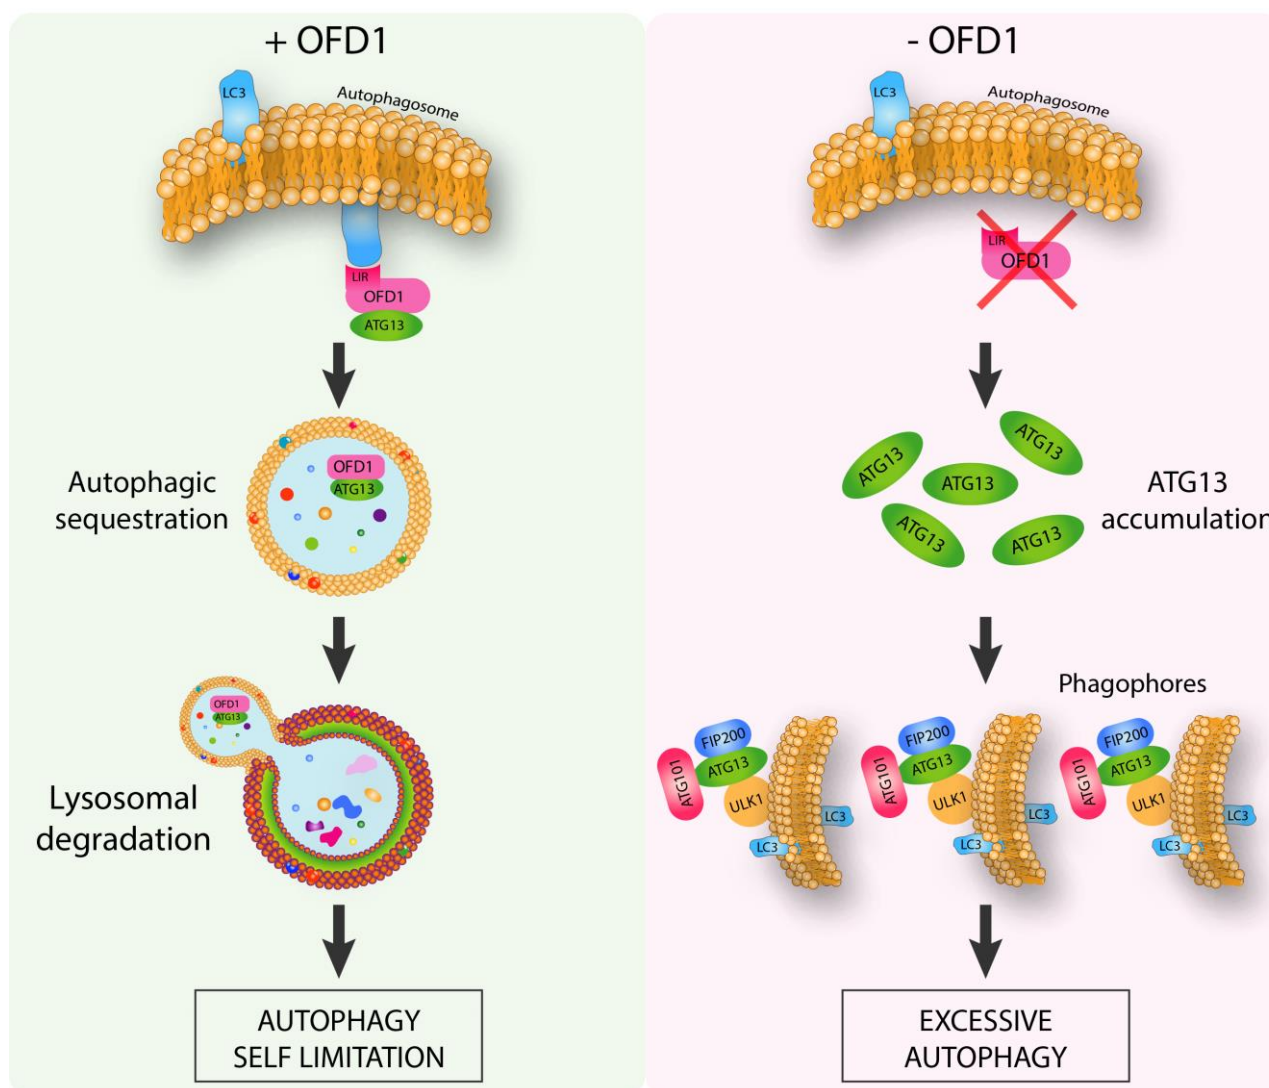 + OFD1
LC3
Autophagosome
LIR
OFD1
ATG13
Autophagic
sequestration
OFD1
ATG13
OFD1
ATG13
Lysosomal
degradation
AUTOPHAGY
SELF LIMITATION
- OFD1
LC3
Autophagosome
LIR
OFD1
ATG13
ATG13
ATG13
ATG13
ATG13
ATG13
accumulation
Phagophores
FIP200
ATG13
ATG101
ULK1
LC3
LC3
FIP200
ATG13
ATG101
ULK1
LC3
LC3
FIP200
ATG13
ATG101
ULK1
LC3
LC3
EXCESSIVE
AUTOPHAGY